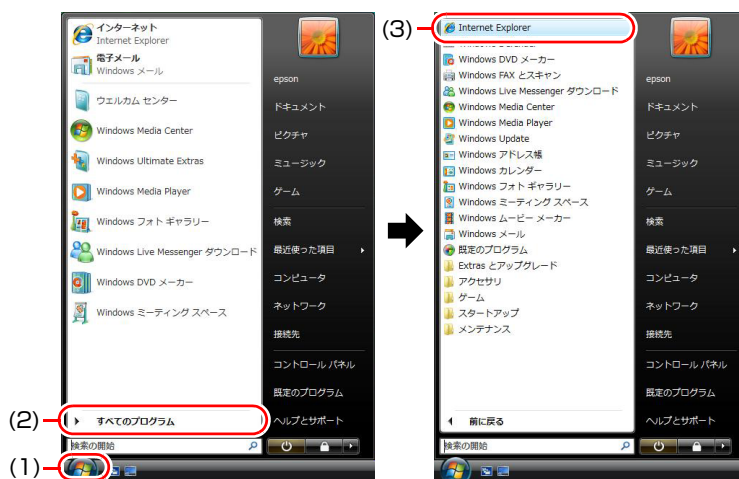 インターネット
Internet Explorer
電子メール
Windows メール
ウエルカム センター
Windows Media Center
Windows Ultimate Extras
Windows Media Player
Windows フォト ギャラリー
Windows Live Messenger ダウンロード
Windows DVD メーカー
Windows ミーティング スペース
(2)
すべてのプログラム
検索の開始
(1)
epson
ドキュメント
ピクチャ
ミュージック
ゲーム
検索
最近使った項目
コンピュータ
ネットワーク
接続先
コントロール パネル
既定のプログラム
ヘルプとサポート
(3)
Internet Explorer
Windows DVD メーカー
Windows FAX とスキャン
Windows Live Messenger ダウンロード
Windows Media Center
Windows Media Player
Windows Update
Windows アドレス帳
Windows カレンダー
Windows フォト ギャラリー
Windows ミーティング スペース
Windows ムービー メーカー
Windows メール
既定のプログラム
Extras とアップグレード
アクセサリ
ゲーム
スタートアップ
メンテナンス
前に戻る
検索の開始
epson
ドキュメント
ピクチャ
ミュージック
ゲーム
検索
最近使った項目
コンピュータ
ネットワーク
接続先
コントロール パネル
既定のプログラム
ヘルプとサポート